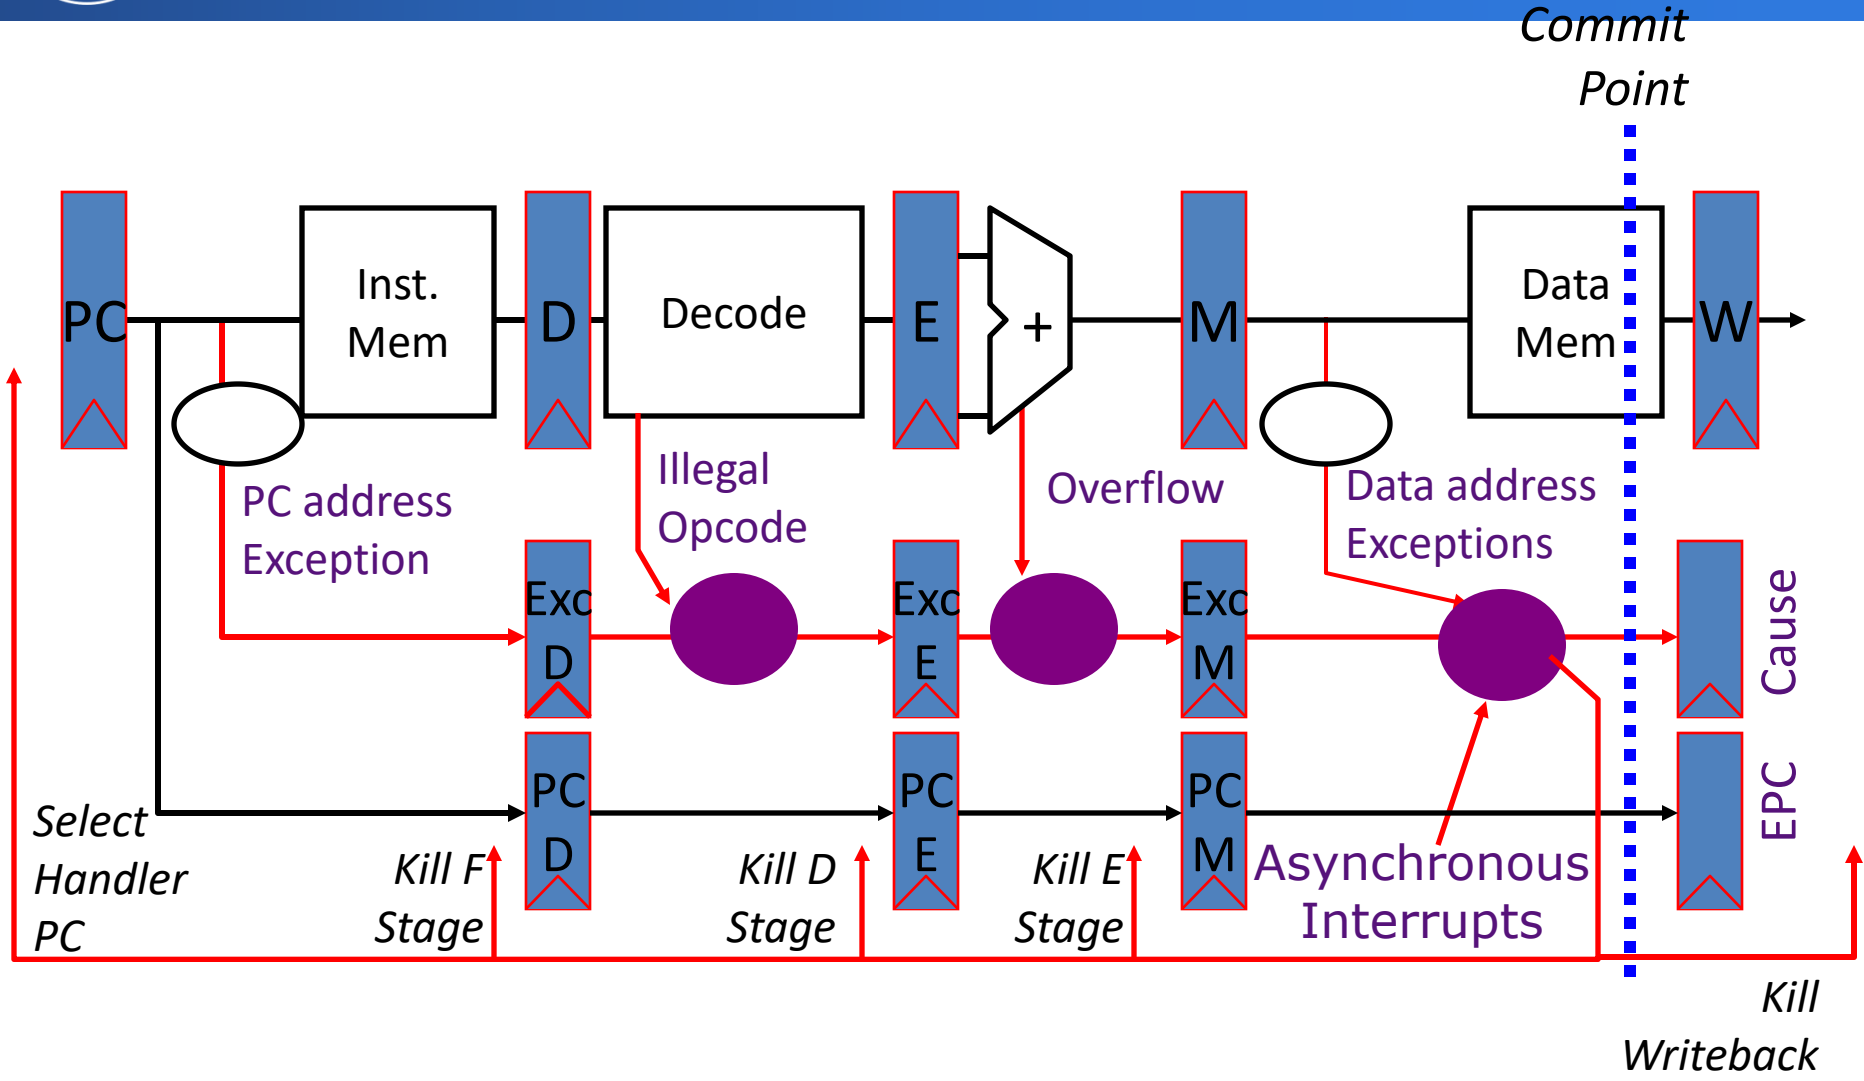 Commit
Point
PC
Inst.
Mem
D
Decode
E
+
M
Data
Mem
W
PC address
Exception
Illegal
Opcode
Overflow
Data address
Exceptions
Exc
D
Exc
E
Exc
M
Cause
PC
D
PC
E
PC
M
EPC
Select
Handler
PC
Kill F
Stage
Kill D
Stage
Kill E
Stage
Asynchronous
Interrupts
Kill
Writeback